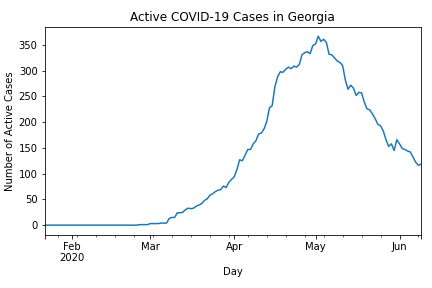 Active COVID-19 Cases in Georgia
Number of Active Cases
350
300
250
200
150
100
50
0
Feb
2020
Mar
Apr
May
Jun
Day